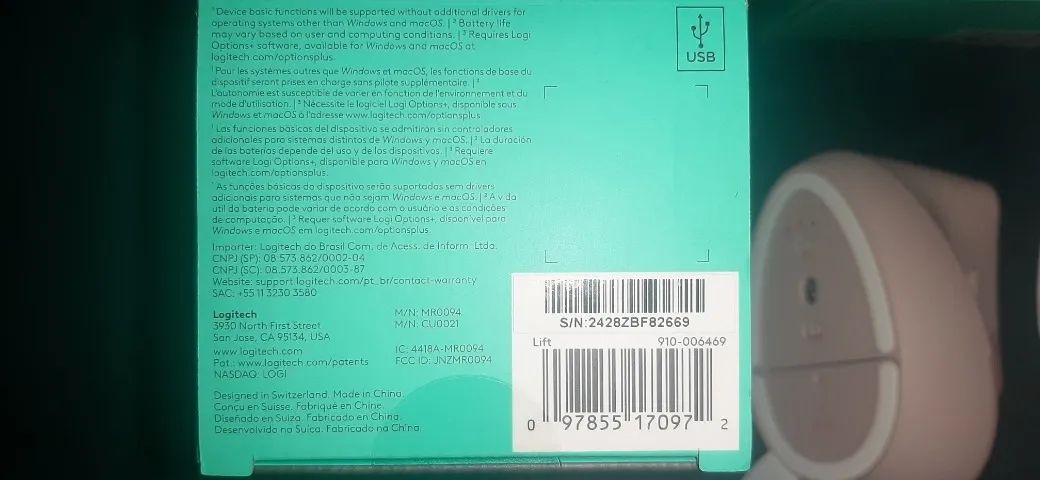 ¹ Device basic functions will be supported without additional drivers for
operating systems other than Windows and macOS. | ² Battery life
may vary based on user and computing conditions. | ³ Requires Logi
Options+ software, available for Windows and macOS at
logitech.com/optionsplus.
¹ Pour les systèmes autres que Windows et macOS, les fonctions de base du
dispositif seront prises en charge sans pilote supplémentaire. | ²
L'autonomie est susceptible de varier en fonction de l'environnement et du
mode d'utilisation. | ³ Nécessite le logiciel Logi Options+, disponible sous
Windows et macOS à l'adresse www.logitech.com/optionsplus
¹ Las funciones básicas del dispositivo se admitirán sin controladores
adicionales para sistemas distintos de Windows y macOS. | ² La duración
de las baterías depende del uso y de los dispositivos. | ³ Requiere
software Logi Options+, disponible para Windows y macOS en
logitech.com/optionsplus.
¹ As funções básicas do dispositivo serão suportadas sem drivers
adicionais para sistemas que não sejam Windows e macOS. | ² A vida
útil da bateria pode variar de acordo com o usuário e as condições
de computação. | ³ Requer software Logi Options+, disponível para
Windows e macOS em logitech.com/optionsplus.
Importer: Logitech do Brasil Com. de Acess. de Inform. Ltda.
CNPJ (SP): 08.573.862/0002-04
CNPJ (SC): 08.573.862/0003-87
Website: support.logitech.com/pt_br/contact-warranty
SAC: +55 11 3230 3580
Logitech
3930 North First Street
San Jose, CA 95134, USA
www.logitech.com
Pat.: www.logitech.com/patents
NASDAQ: LOGI
M/N: MR0094
M/N: CU0021
IC: 4418A-MR0094
FCC ID: JNZMR0094
Designed in Switzerland. Made in China.
Conçu en Suisse. Fabriqué en Chine.
Diseñado en Suiza. Fabricado en China.
Desenvolvido na Suíça. Fabricado na China.
USB
S/N:2428ZBF82669
Lift 910-006469
0 97855 17097 2